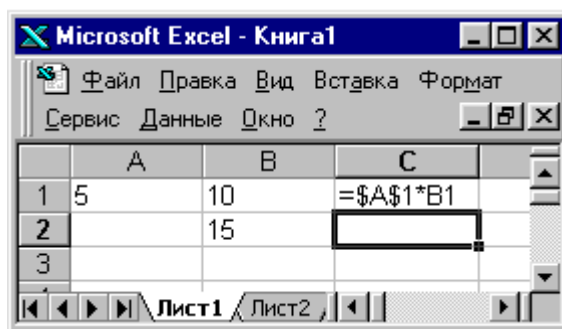 Microsoft Excel - Книга1
Файл Правка Вид Вставка Формат
Сервис Данные Окно ?
A B C
1 5 10 =$A$1*B1
2 15
3
Лист1 Лист2